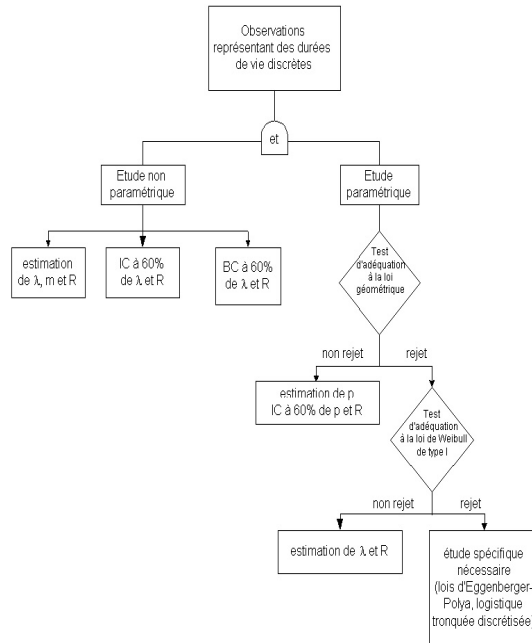 Observations
représentant des durées
de vie discrètes
et
Etude non
paramétrique
Etude
paramétrique
estimation
de λ, m et R
IC à 60%
de λ et R
BC à 60%
de λ et R
Test
d'adéquation
à la loi
géométrique
non rejet
rejet
estimation de p
IC à 60% de p et R
Test
d'adéquation
à la loi de Weibull
de type I
non rejet
rejet
estimation de λ et R
étude spécifique
nécessaire
(lois d'Eggenberger-
Polya, logistique
tronquée discrétisée)